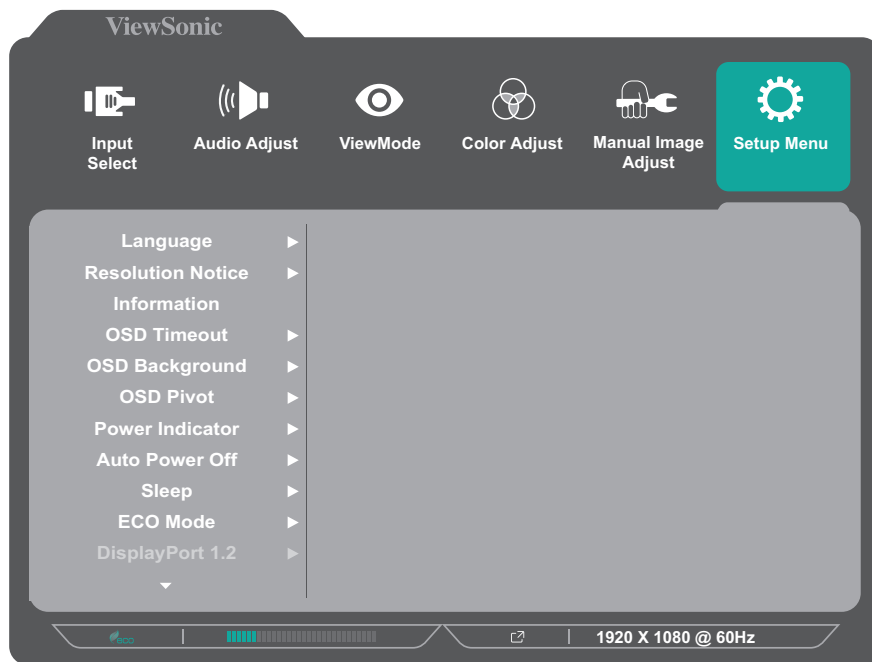 ViewSonic
Input
Select
Audio Adjust
ViewMode
Color Adjust
Manual Image
Adjust
Setup Menu
Language
Resolution Notice
Information
OSD Timeout
OSD Background
OSD Pivot
Power Indicator
Auto Power Off
Sleep
ECO Mode
DisplayPort 1.2
eco
1920 X 1080 @ 60Hz